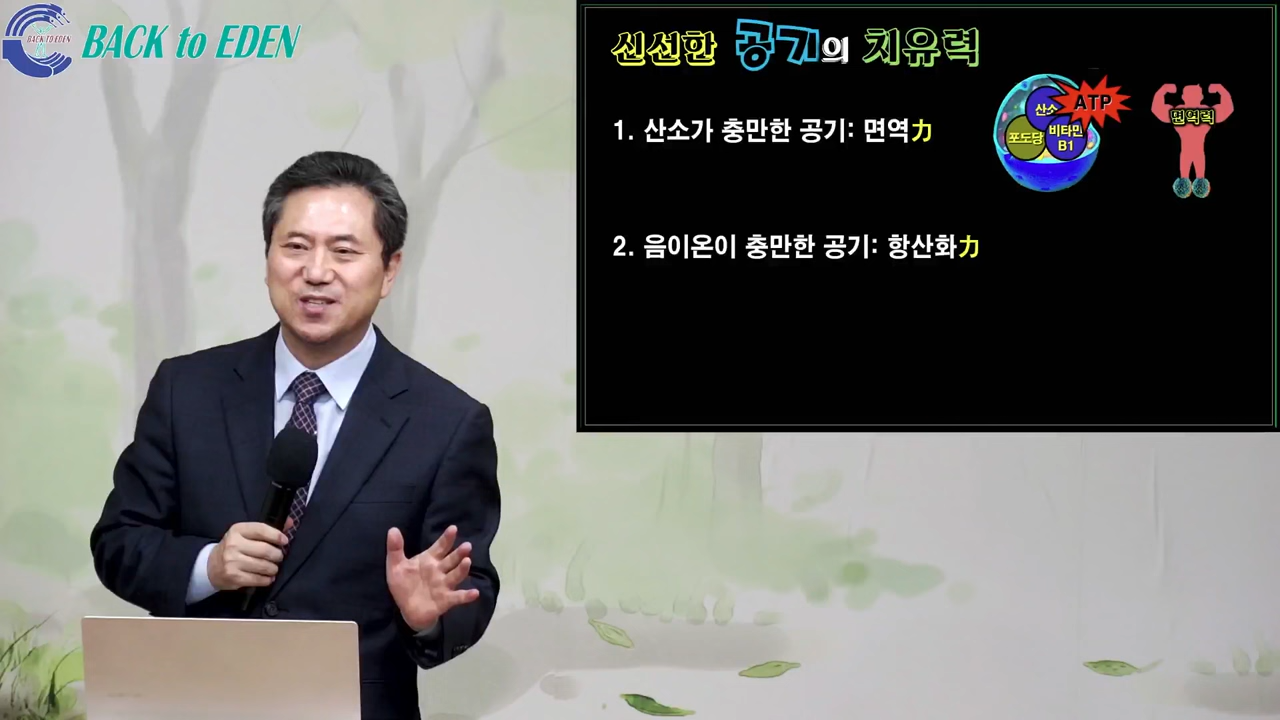 BACK TO EDEN
BACK to EDEN
신선한 공기의 치유력
1. 산소가 충만한 공기: 면역力
산소
ATP
포도당
비타민
B1
면역력
2. 음이온이 충만한 공기: 항산화力